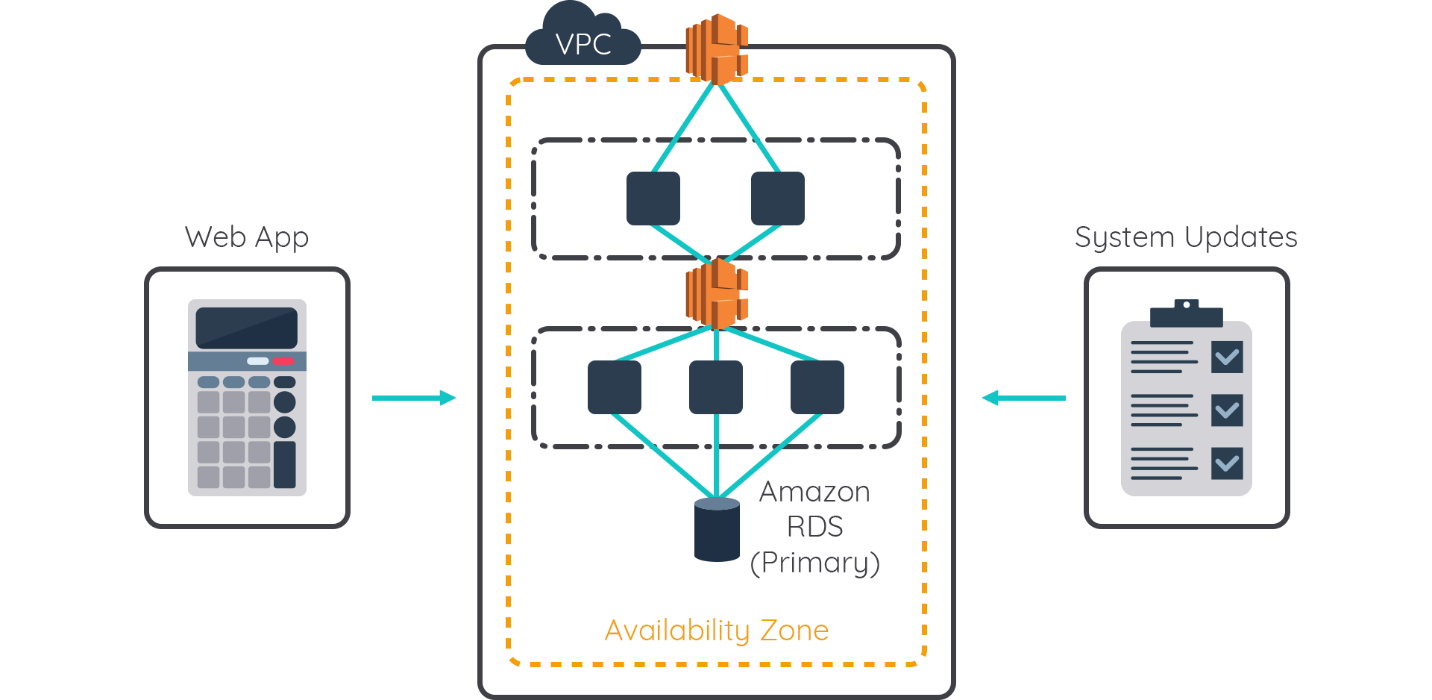 VPC
Web App
System Updates
Amazon
RDS
(Primary)
Availability Zone